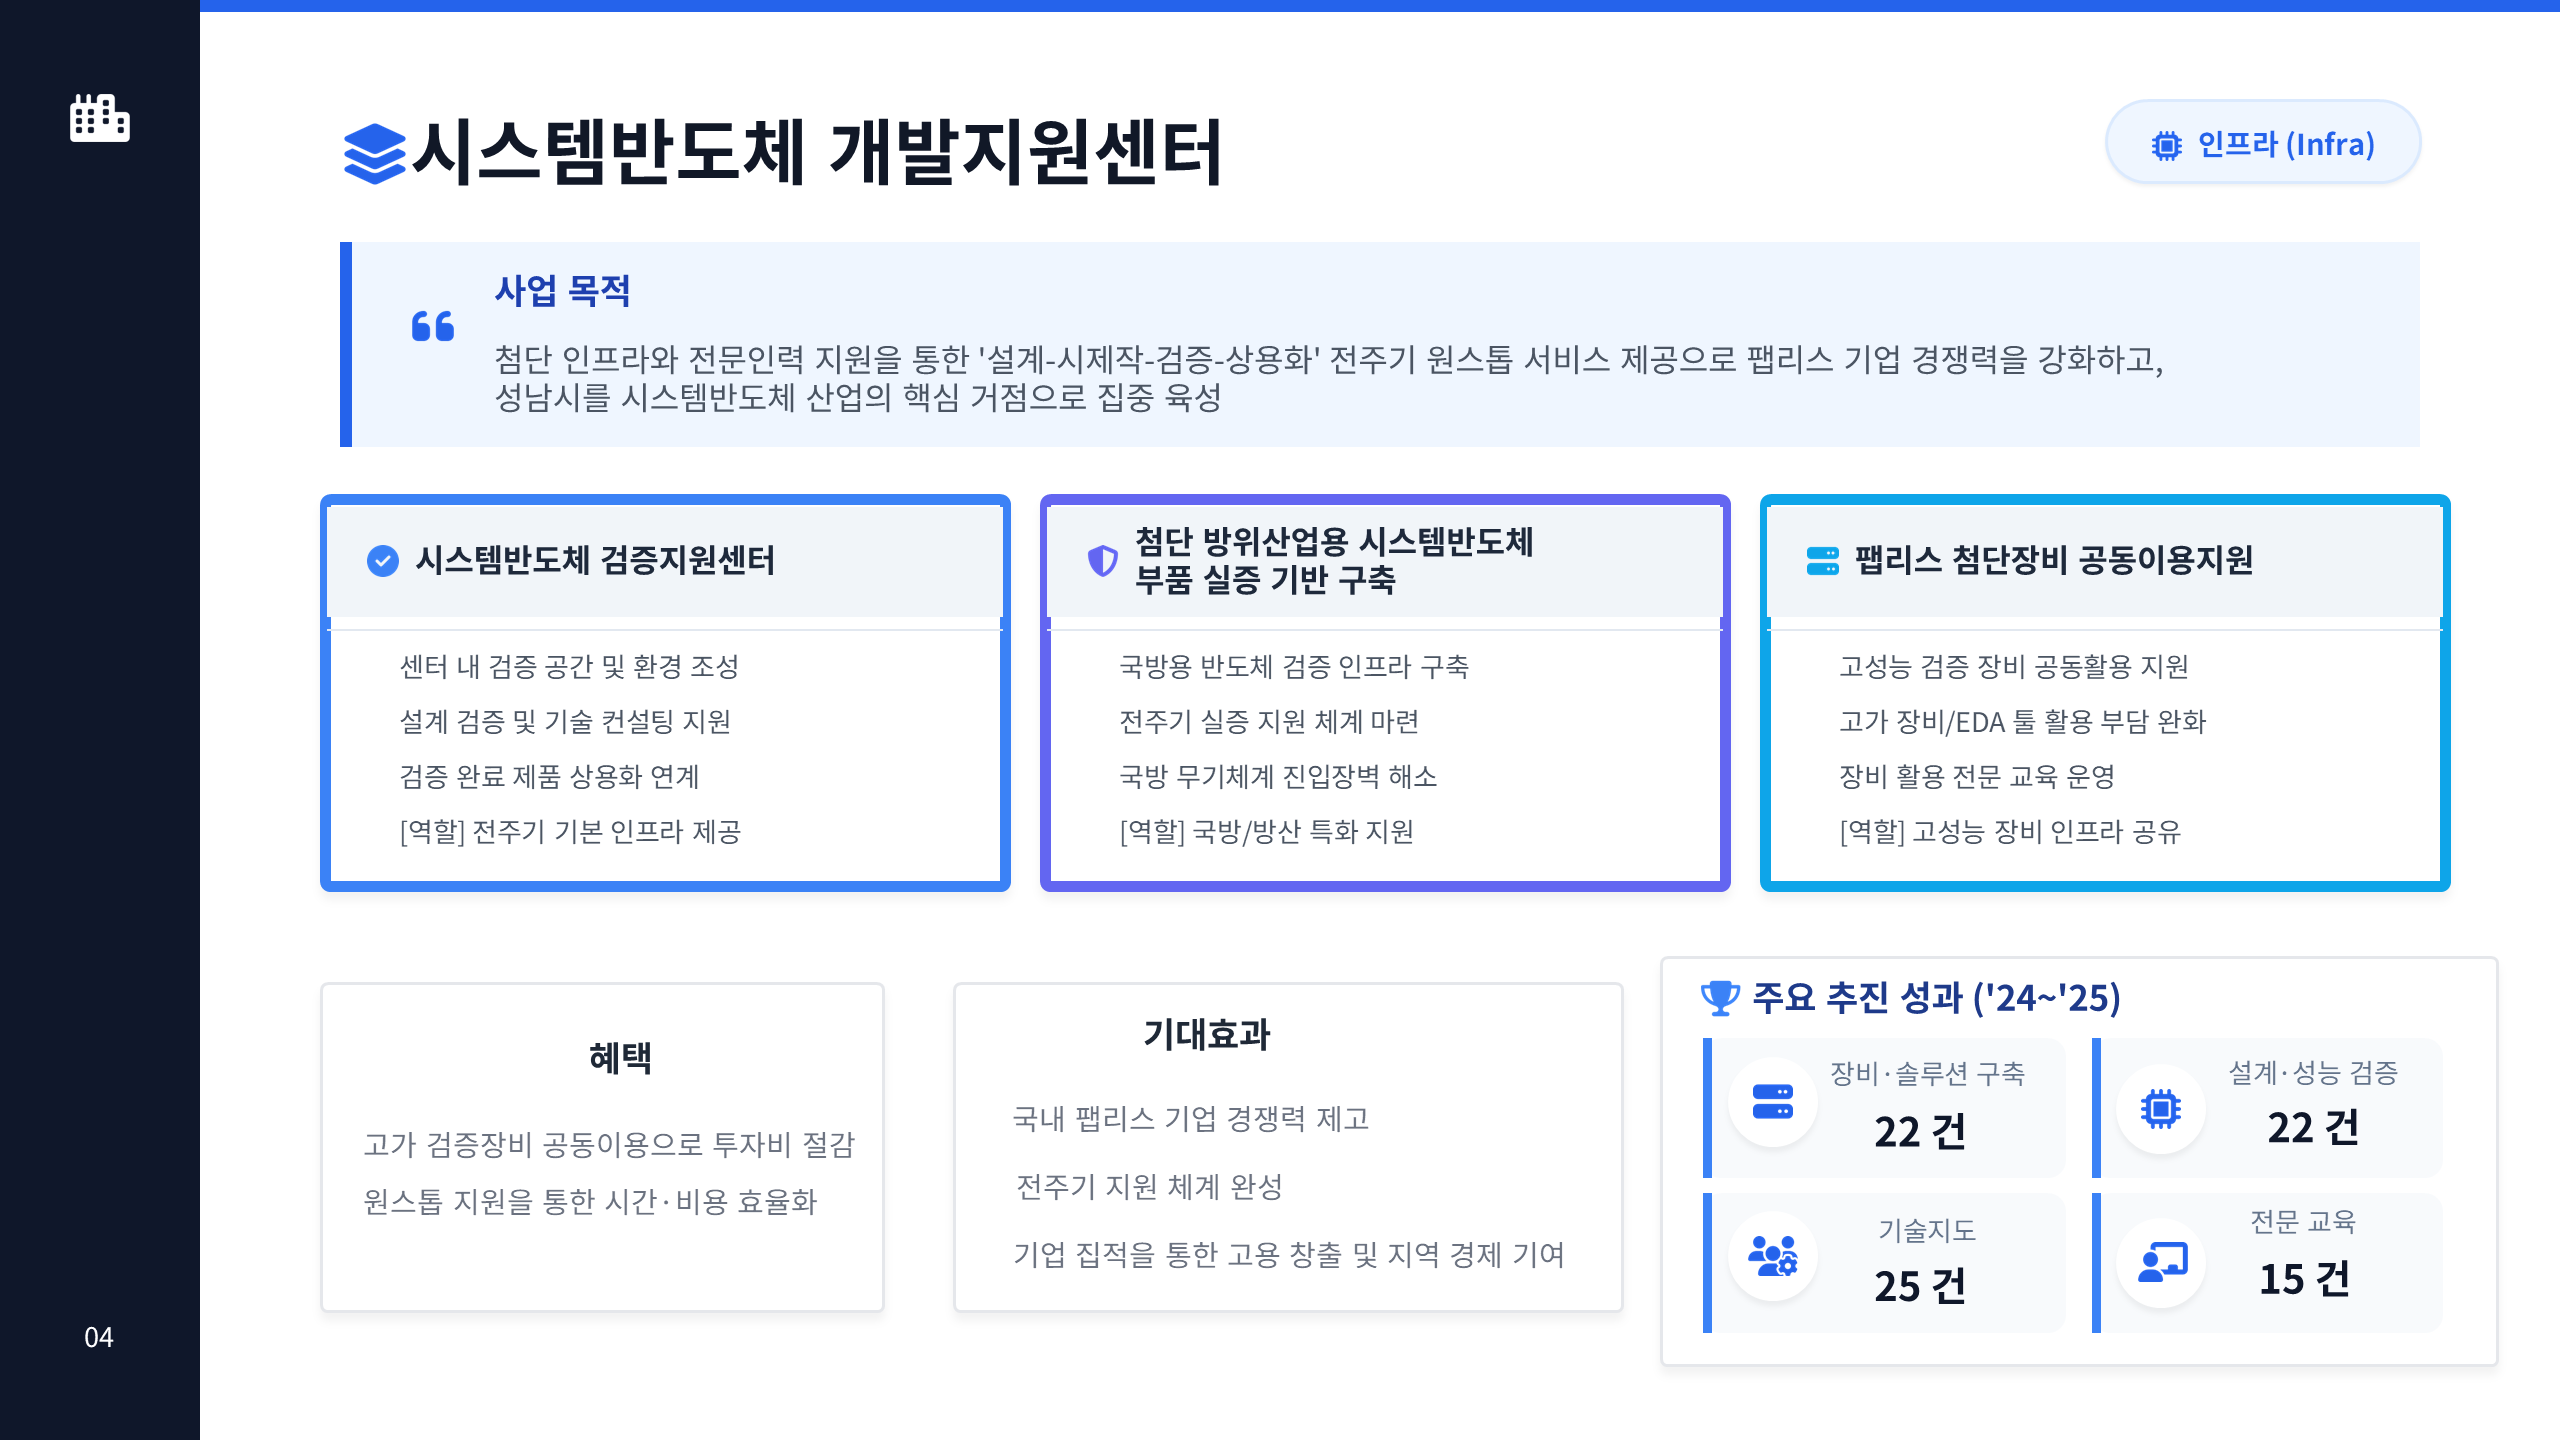 시스템반도체 개발지원센터
인프라 (Infra)
사업 목적
첨단 인프라와 전문인력 지원을 통한 '설계-시제작-검증-상용화' 전주기 원스톱 서비스 제공으로 팹리스 기업 경쟁력을 강화하고,
성남시를 시스템반도체 산업의 핵심 거점으로 집중 육성
시스템반도체 검증지원센터
센터 내 검증 공간 및 환경 조성
설계 검증 및 기술 컨설팅 지원
검증 완료 제품 상용화 연계
[역할] 전주기 기본 인프라 제공
첨단 방위산업용 시스템반도체
부품 실증 기반 구축
국방용 반도체 검증 인프라 구축
전주기 실증 지원 체계 마련
국방 무기체계 진입장벽 해소
[역할] 국방/방산 특화 지원
팹리스 첨단장비 공동이용지원
고성능 검증 장비 공동활용 지원
고가 장비/EDA 툴 활용 부담 완화
장비 활용 전문 교육 운영
[역할] 고성능 장비 인프라 공유
혜택
고가 검증장비 공동이용으로 투자비 절감
원스톱 지원을 통한 시간·비용 효율화
기대효과
국내 팹리스 기업 경쟁력 제고
전주기 지원 체계 완성
기업 집적을 통한 고용 창출 및 지역 경제 기여
주요 추진 성과 ('24~'25)
장비·솔루션 구축
22 건
설계·성능 검증
22 건
기술지도
25 건
전문 교육
15 건
04